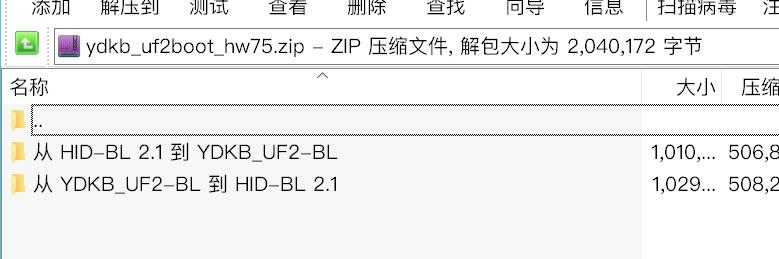 添加 解压到 测试 查看 删除 查找 向导 信息 扫描病毒
ydkb_uf2boot_hw75.zip - ZIP 压缩文件, 解包大小为 2,040,172 字节
名称 大小 压缩
..
从 HID-BL 2.1 到 YDKB_UF2-BL 1,010,... 506,8
从 YDKB_UF2-BL 到 HID-BL 2.1 1,029... 508,2